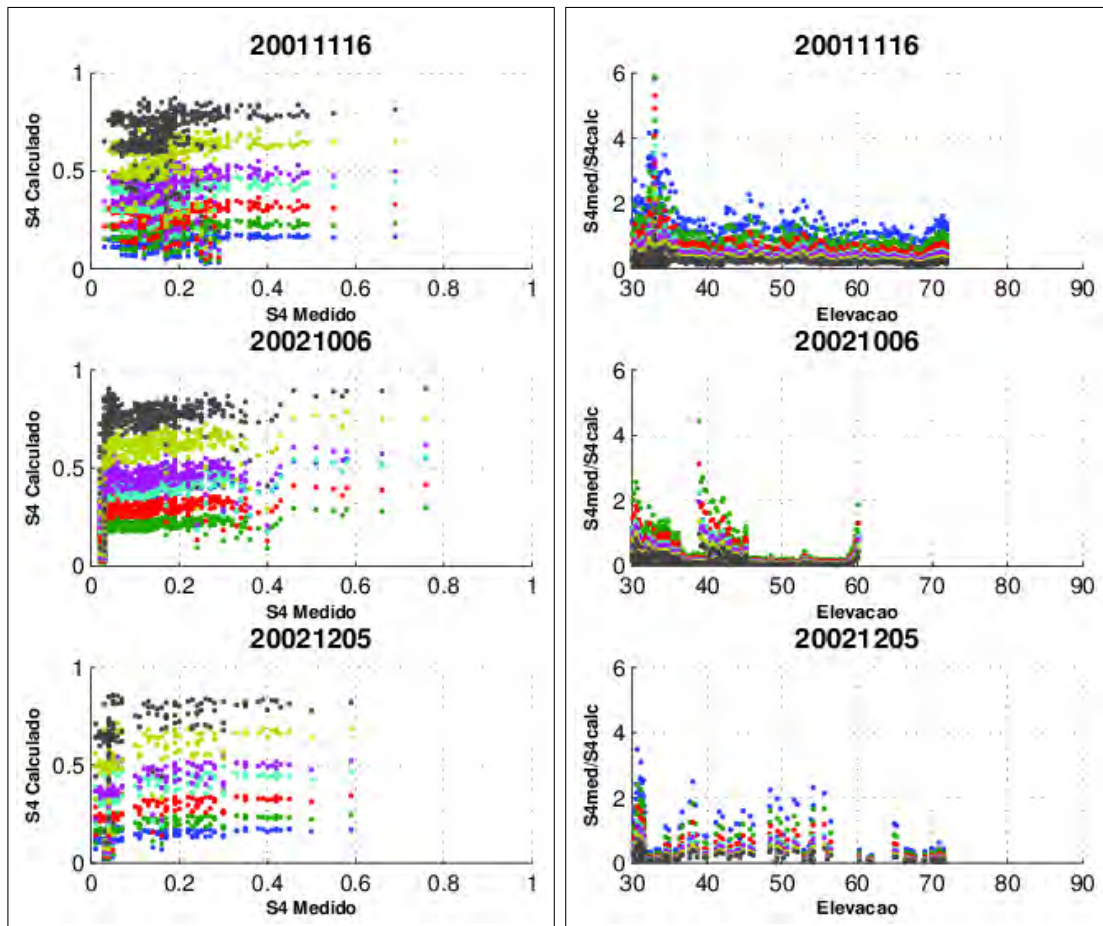 20011116
1
0.5
0
S4 Calculado
0 0.2 0.4 0.6 0.8 1
S4 Medido
20021006
1
0.5
0
S4 Calculado
0 0.2 0.4 0.6 0.8 1
S4 Medido
20021205
1
0.5
0
S4 Calculado
0 0.2 0.4 0.6 0.8 1
S4 Medido
20011116
6
4
2
0
S4med/S4calc
30 40 50 60 70 80 90
Elevacao
20021006
6
4
2
0
S4med/S4calc
30 40 50 60 70 80 90
Elevacao
20021205
6
4
2
0
S4med/S4calc
30 40 50 60 70 80 90
Elevacao